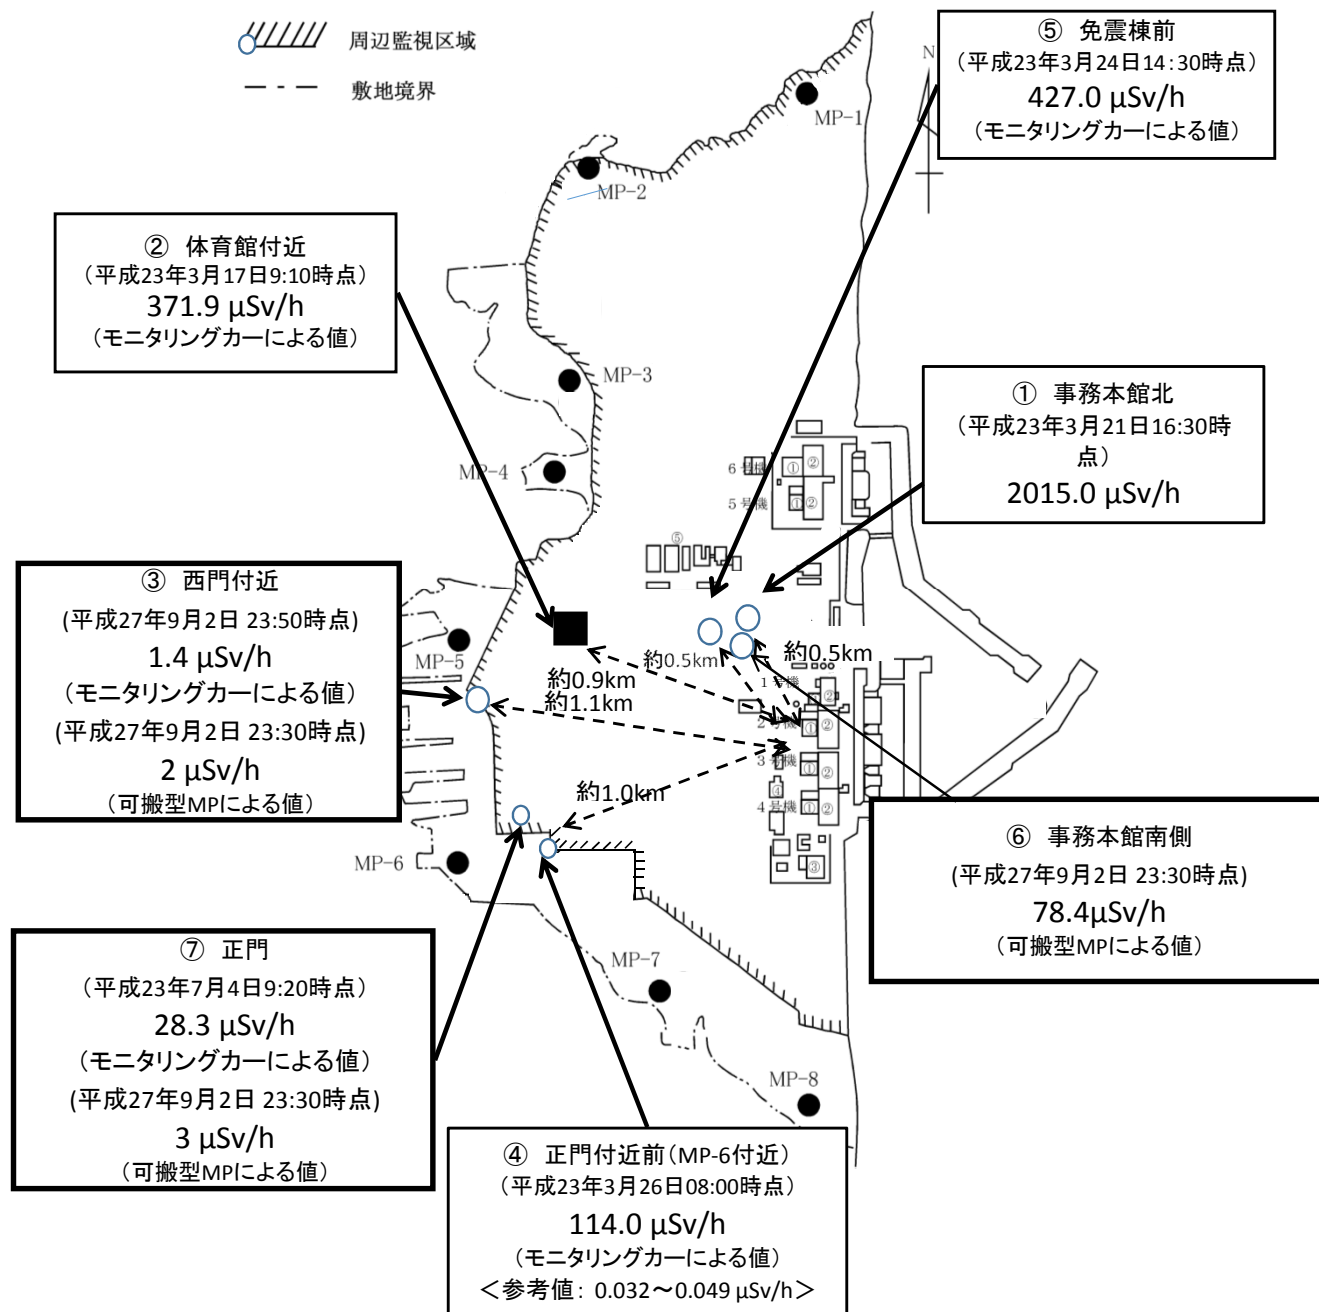 周辺監視区域
敷地境界
⑤ 免震棟前
(平成23年3月24日14:30時点)
427.0 μSv/h
(モニタリングカーによる値)
N
MP-1
MP-2
② 体育館付近
(平成23年3月17日9:10時点)
371.9 μSv/h
(モニタリングカーによる値)
MP-3
① 事務本館北
(平成23年3月21日16:30時
点)
2015.0 μSv/h
MP-4
6号機
①
②
5号機
①
②
⑤
③ 西門付近
(平成27年9月2日 23:50時点)
1.4 μSv/h
(モニタリングカーによる値)
(平成27年9月2日 23:30時点)
2 μSv/h
(可搬型MPによる値)
MP-5
約0.5km
約0.5km
約0.9km
約1.1km
1号機
②
2号機
①
②
3号機
①
②
④
約1.0km
4号機
①
②
③
MP-6
⑥ 事務本館南側
(平成27年9月2日 23:30時点)
78.4μSv/h
(可搬型MPによる値)
⑦ 正門
(平成23年7月4日9:20時点)
28.3 μSv/h
(モニタリングカーによる値)
(平成27年9月2日 23:30時点)
3 μSv/h
(可搬型MPによる値)
MP-7
MP-8
④ 正門付近前(MP-6付近)
(平成23年3月26日08:00時点)
114.0 μSv/h
(モニタリングカーによる値)
<参考値: 0.032~0.049 μSv/h>